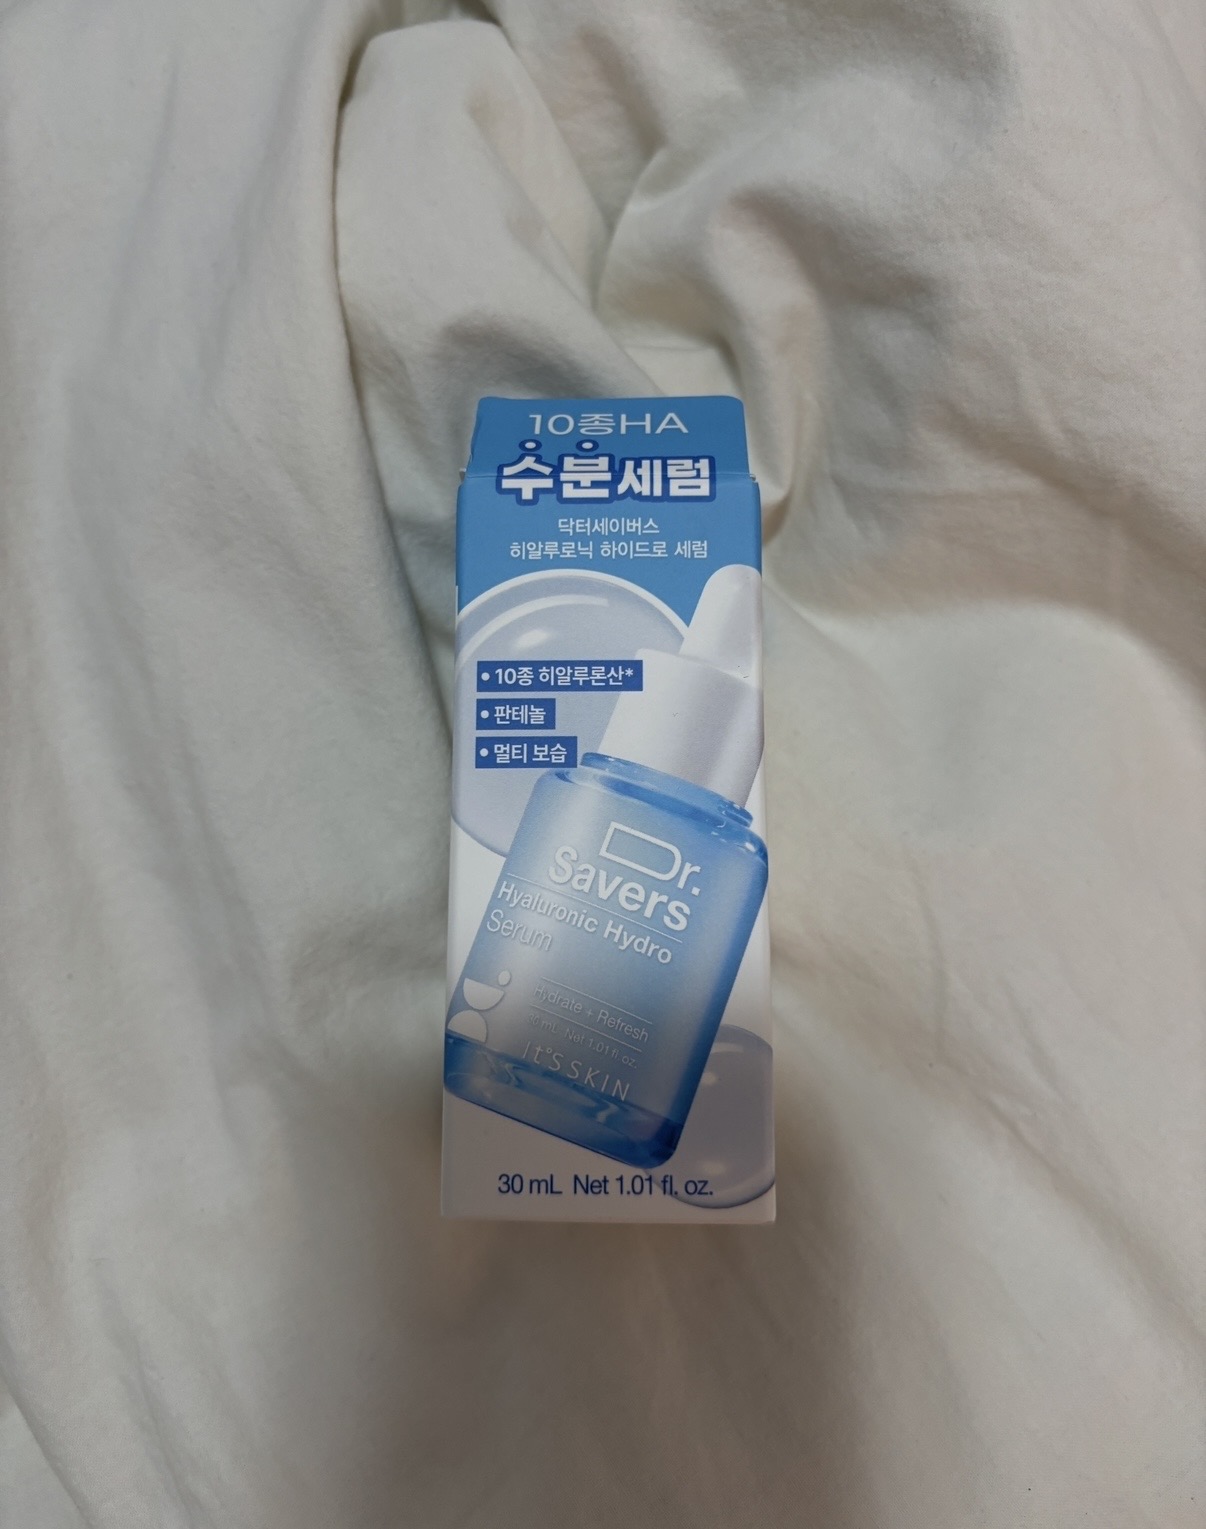 10종HA
수분세럼
닥터세이버스
히알루로닉 하이드로 세럼
• 10종 히알루론산*
• 판테놀
• 멀티 보습
Dr.
Savers
Hyaluronic Hydro
Serum
Hydrate + Refresh
30 mL Net 1.01 fl. oz.
It'S SKIN
30 mL Net 1.01 fl. oz.